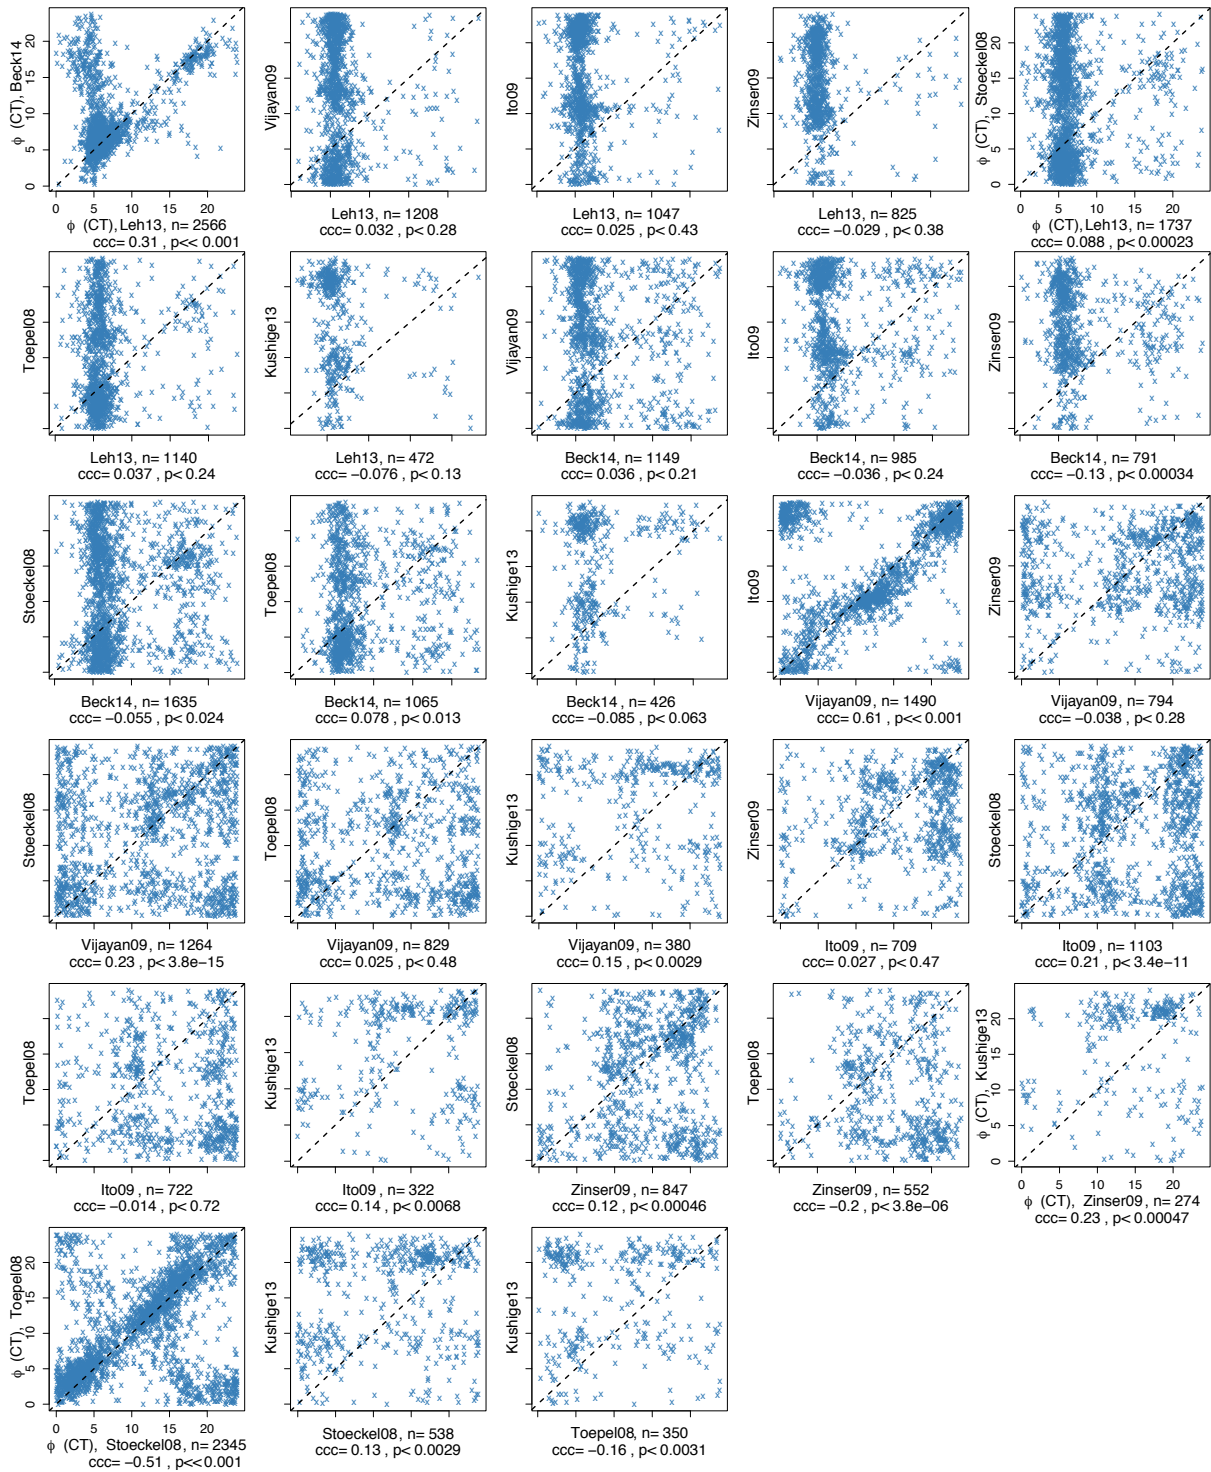 φ (CT), Beck14
0 5 10 15 20
0 5 10 15 20
φ (CT), Leh13, n= 2566
ccc= 0.31 , p<< 0.001
Vijayan09
Leh13, n= 1208
ccc= 0.032 , p< 0.28
Ito09
Leh13, n= 1047
ccc= 0.025 , p< 0.43
Zinser09
Leh13, n= 825
ccc= −0.029 , p< 0.38
φ (CT), Stoeckel08
0 5 10 15 20
0 5 10 15 20
φ (CT), Leh13, n= 1737
ccc= 0.088 , p< 0.00023
Toepel08
Leh13, n= 1140
ccc= 0.037 , p< 0.24
Kushige13
Leh13, n= 472
ccc= −0.076 , p< 0.13
Vijayan09
Beck14, n= 1149
ccc= 0.036 , p< 0.21
Ito09
Beck14, n= 985
ccc= −0.036 , p< 0.24
Zinser09
Beck14, n= 791
ccc= −0.13 , p< 0.00034
Stoeckel08
Beck14, n= 1635
ccc= −0.055 , p< 0.024
Toepel08
Beck14, n= 1065
ccc= 0.078 , p< 0.013
Kushige13
Beck14, n= 426
ccc= −0.085 , p< 0.063
Ito09
Vijayan09, n= 1490
ccc= 0.61 , p<< 0.001
Zinser09
Vijayan09, n= 794
ccc= −0.038 , p< 0.28
Stoeckel08
Vijayan09, n= 1264
ccc= 0.23 , p< 3.8e−15
Toepel08
Vijayan09, n= 829
ccc= 0.025 , p< 0.48
Kushige13
Vijayan09, n= 380
ccc= 0.15 , p< 0.0029
Zinser09
Ito09 , n= 709
ccc= 0.027 , p< 0.47
Stoeckel08
Ito09 , n= 1103
ccc= 0.21 , p< 3.4e−11
Toepel08
Ito09 , n= 722
ccc= −0.014 , p< 0.72
Kushige13
Ito09 , n= 322
ccc= 0.14 , p< 0.0068
Stoeckel08
Zinser09 , n= 847
ccc= 0.12 , p< 0.00046
Toepel08
Zinser09 , n= 552
ccc= −0.2 , p< 3.8e−06
φ (CT), Kushige13
0 5 10 15 20
0 5 10 15 20
φ (CT), Zinser09, n= 274
ccc= 0.23 , p< 0.00047
φ (CT), Toepel08
0 5 10 15 20
0 5 10 15 20
φ (CT), Stoeckel08, n= 2345
ccc= −0.51 , p<< 0.001
Kushige13
Stoeckel08, n= 538
ccc= 0.13 , p< 0.0029
Kushige13
Toepel08, n= 350
ccc= −0.16 , p< 0.0031